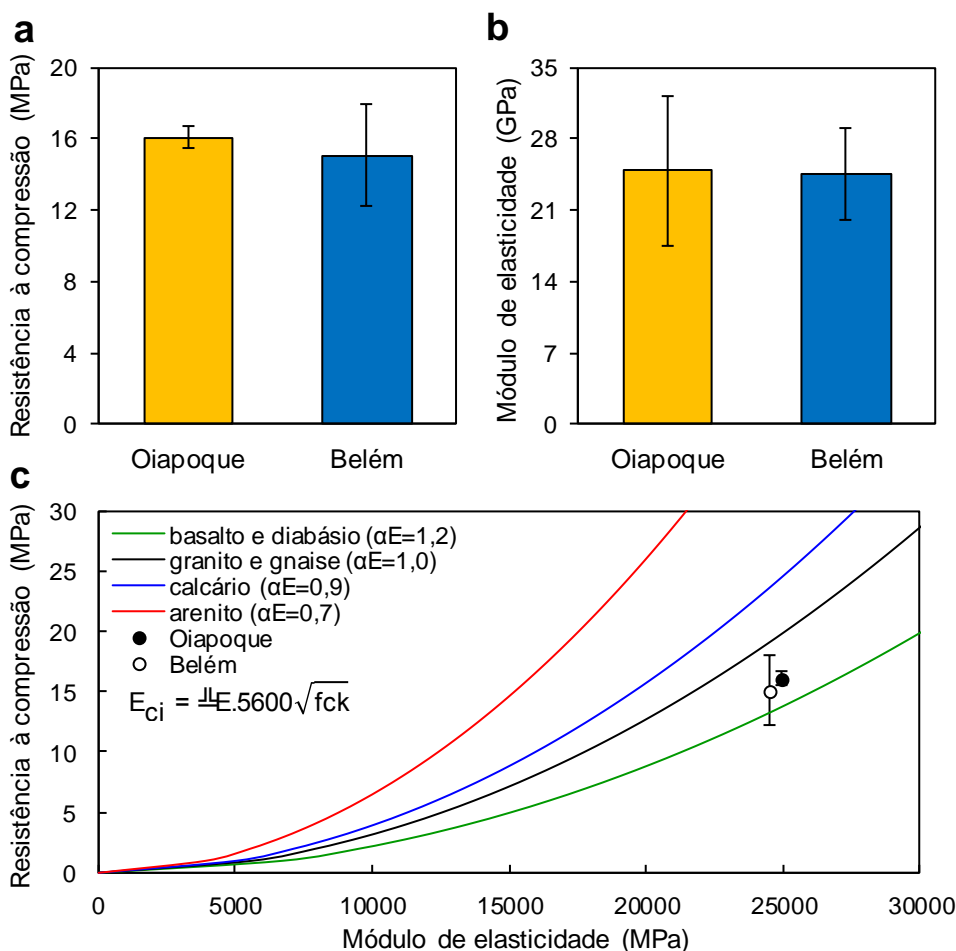 a
Resistência à compressão (MPa)
20
16
12
8
4
0
Oiapoque Belém
b
Módulo de elasticidade (GPa)
35
28
21
14
7
0
Oiapoque Belém
c
Resistência à compressão (MPa)
30
25
20
15
10
5
0
basalto e diabásio (αE=1,2)
granito e gnaise (αE=1,0)
calcário (αE=0,9)
arenito (αE=0,7)
Oiapoque
Belém
Eci = ╩E.5600√fck
0 5000 10000 15000 20000 25000 30000
Módulo de elasticidade (MPa)